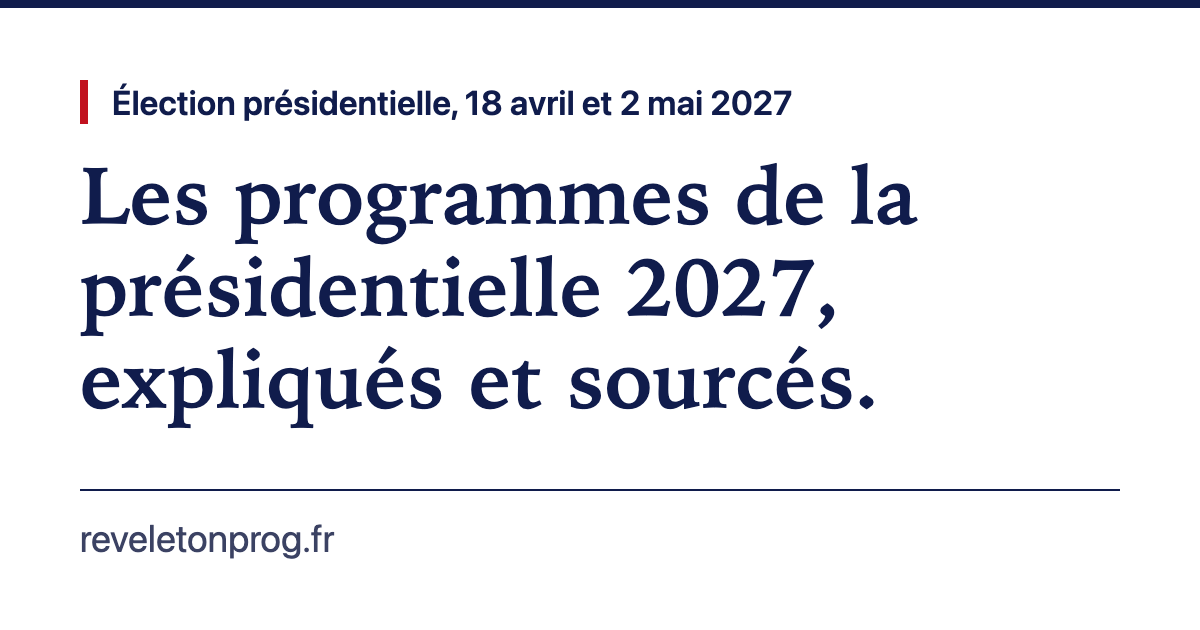 Élection présidentielle, 18 avril et 2 mai 2027
Les programmes de la
présidentielle 2027,
expliqués et sourcés.
reveletonprog.fr